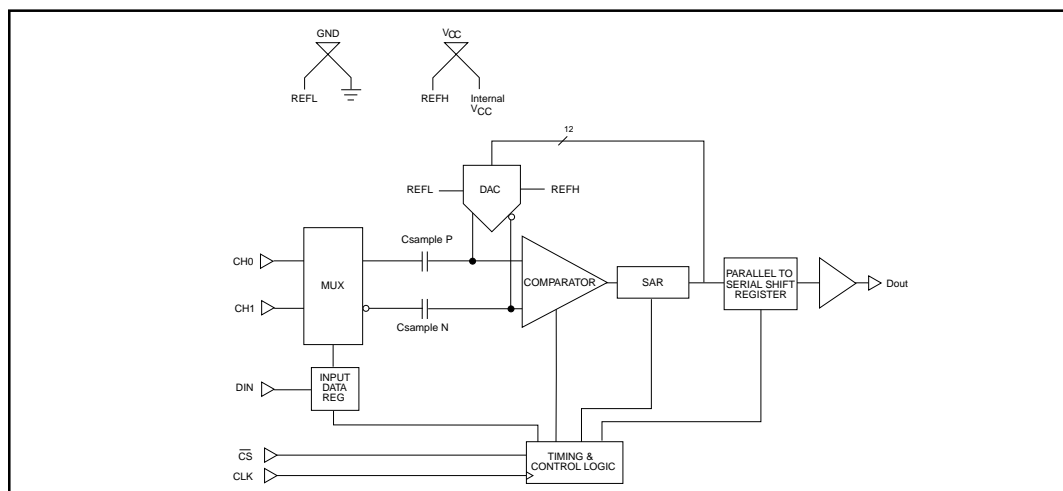 GND
VCC
REFL
REFH
Internal
VCC
12
REFL
DAC
REFH
Csample P
CH0
MUX
COMPARATOR
SAR
PARALLEL TO
SERIAL SHIFT
REGISTER
Dout
CH1
Csample N
DIN
INPUT
DATA
REG
CS
TIMING &
CONTROL LOGIC
CLK